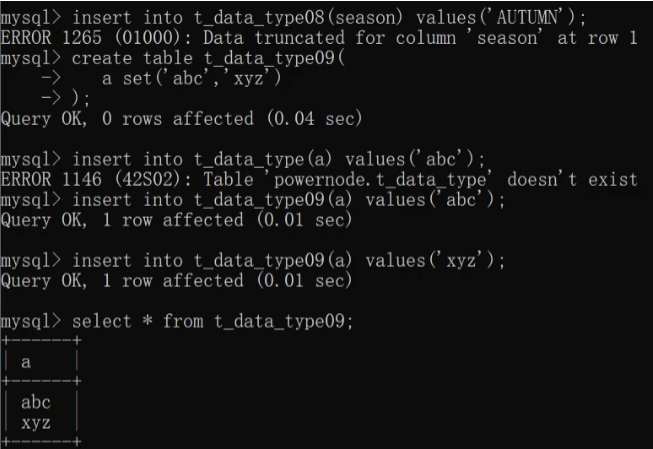 mysql> insert into t_data_type08(season) values('AUTUMN');
ERROR 1265 (01000): Data truncated for column 'season' at row 1
mysql> create table t_data_type09(
    ->    a set('abc','xyz')
    -> );
Query OK, 0 rows affected (0.04 sec)

mysql> insert into t_data_type(a) values('abc');
ERROR 1146 (42S02): Table 'powernode.t_data_type' doesn't exist
mysql> insert into t_data_type09(a) values('abc');
Query OK, 1 row affected (0.01 sec)

mysql> insert into t_data_type09(a) values('xyz');
Query OK, 1 row affected (0.01 sec)

mysql> select * from t_data_type09;
+------+
| a    |
+------+
| abc  |
| xyz  |
+------+